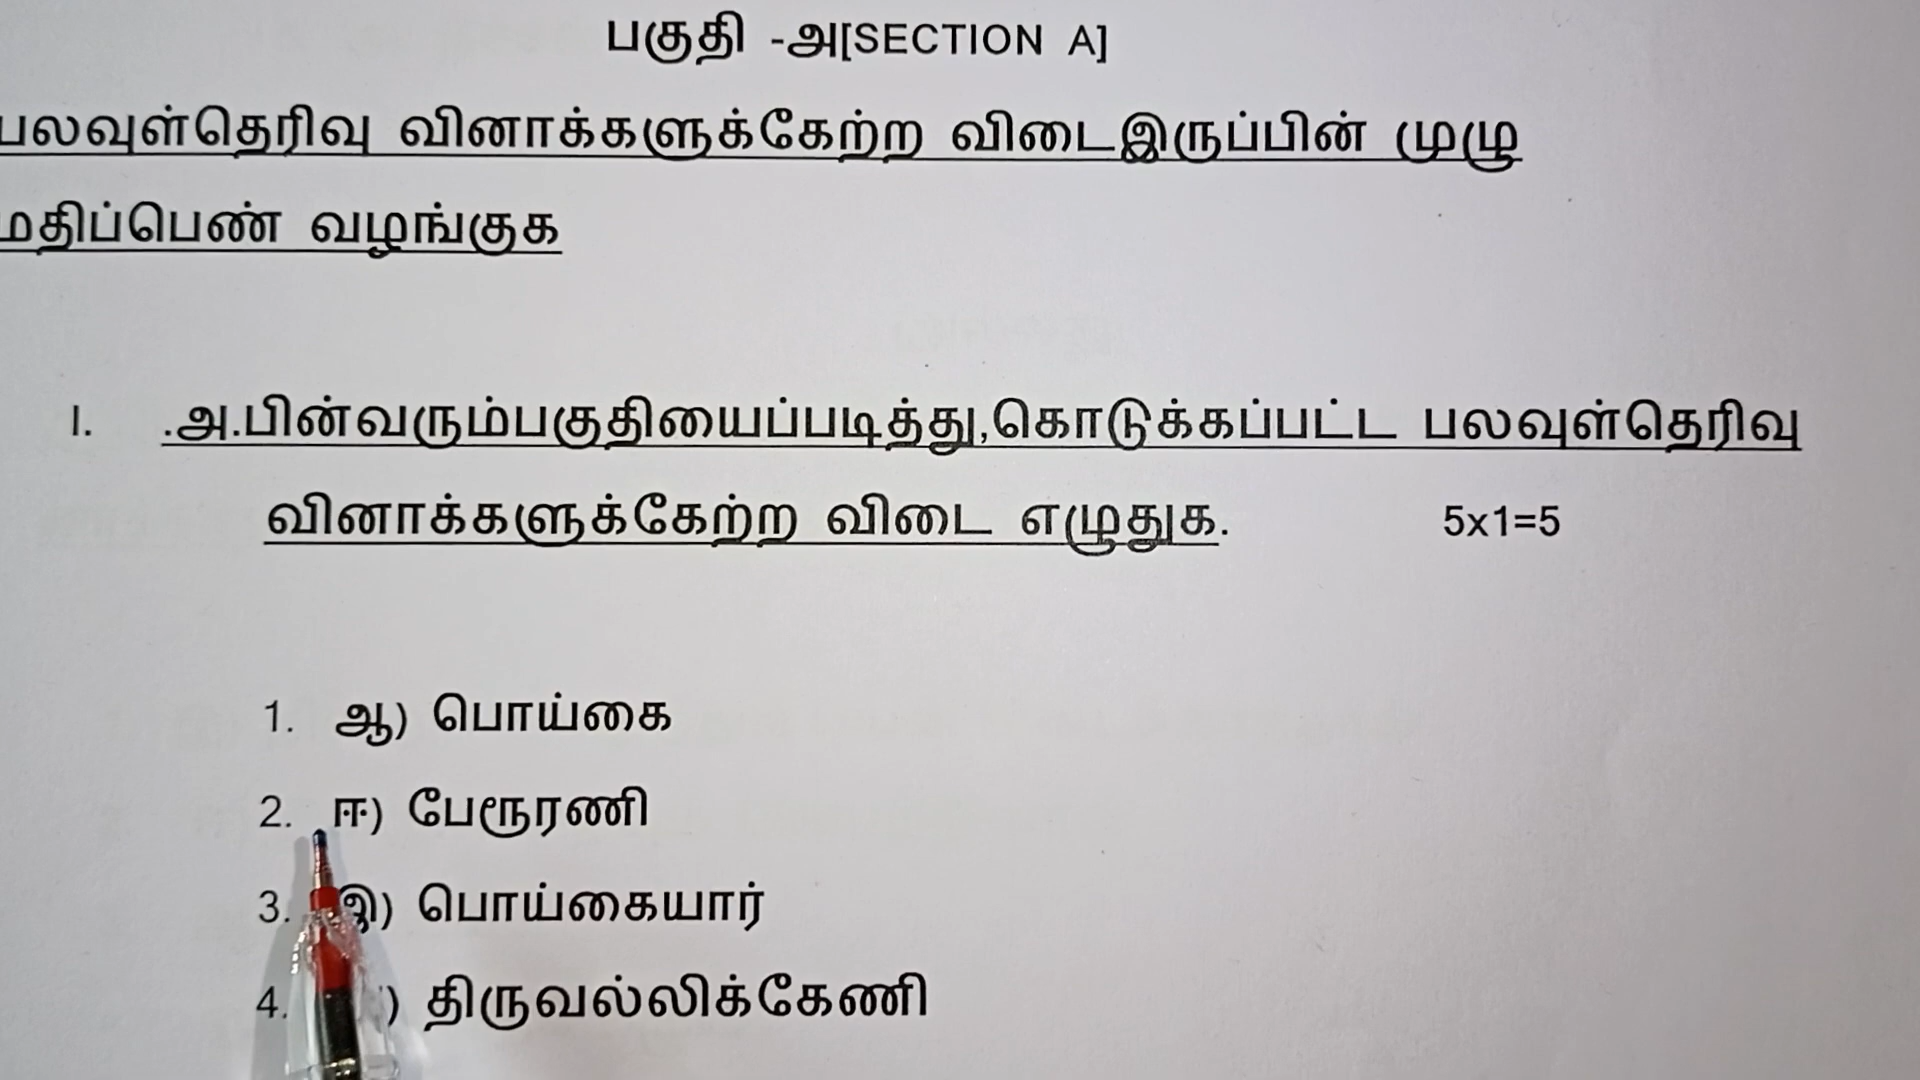 பகுதி -அ[SECTION A]
பலவுள்தெரிவு வினாக்களுக்கேற்ற விடைஇருப்பின் முழு
மதிப்பெண் வழங்குக
I. .அ.பின்வரும்பகுதியைப்படித்து,கொடுக்கப்பட்ட பலவுள்தெரிவு
வினாக்களுக்கேற்ற விடை எழுதுக. 5x1=5
1. ஆ) பொய்கை
2. ஈ) பேரூரணி
3. இ) பொய்கையார்
4. ) திருவல்லிக்கேணி